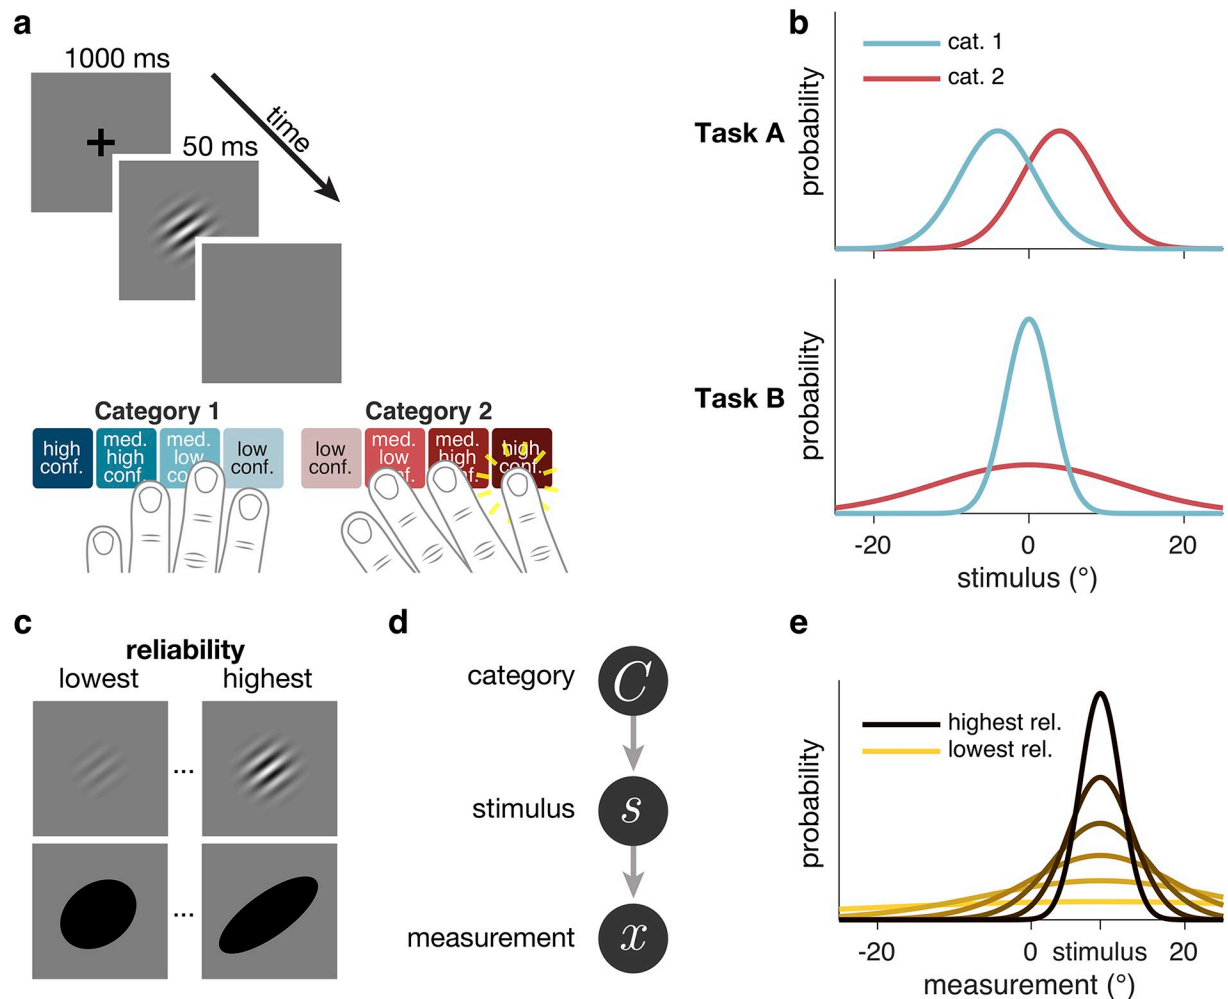 a
1000 ms
50 ms
time
Category 1
Category 2
high
conf.
med.
high
conf.
med.
low
low
conf.
low
conf.
med.
low
med.
high
high
conf.
b
cat. 1
cat. 2
Task A
probability
Task B
probability
-20 0 20
stimulus (°)
c
reliability
lowest highest
...
...
d
category
C
stimulus
s
measurement
x
e
highest rel.
lowest rel.
probability
-20 0 stimulus 20
measurement (°)